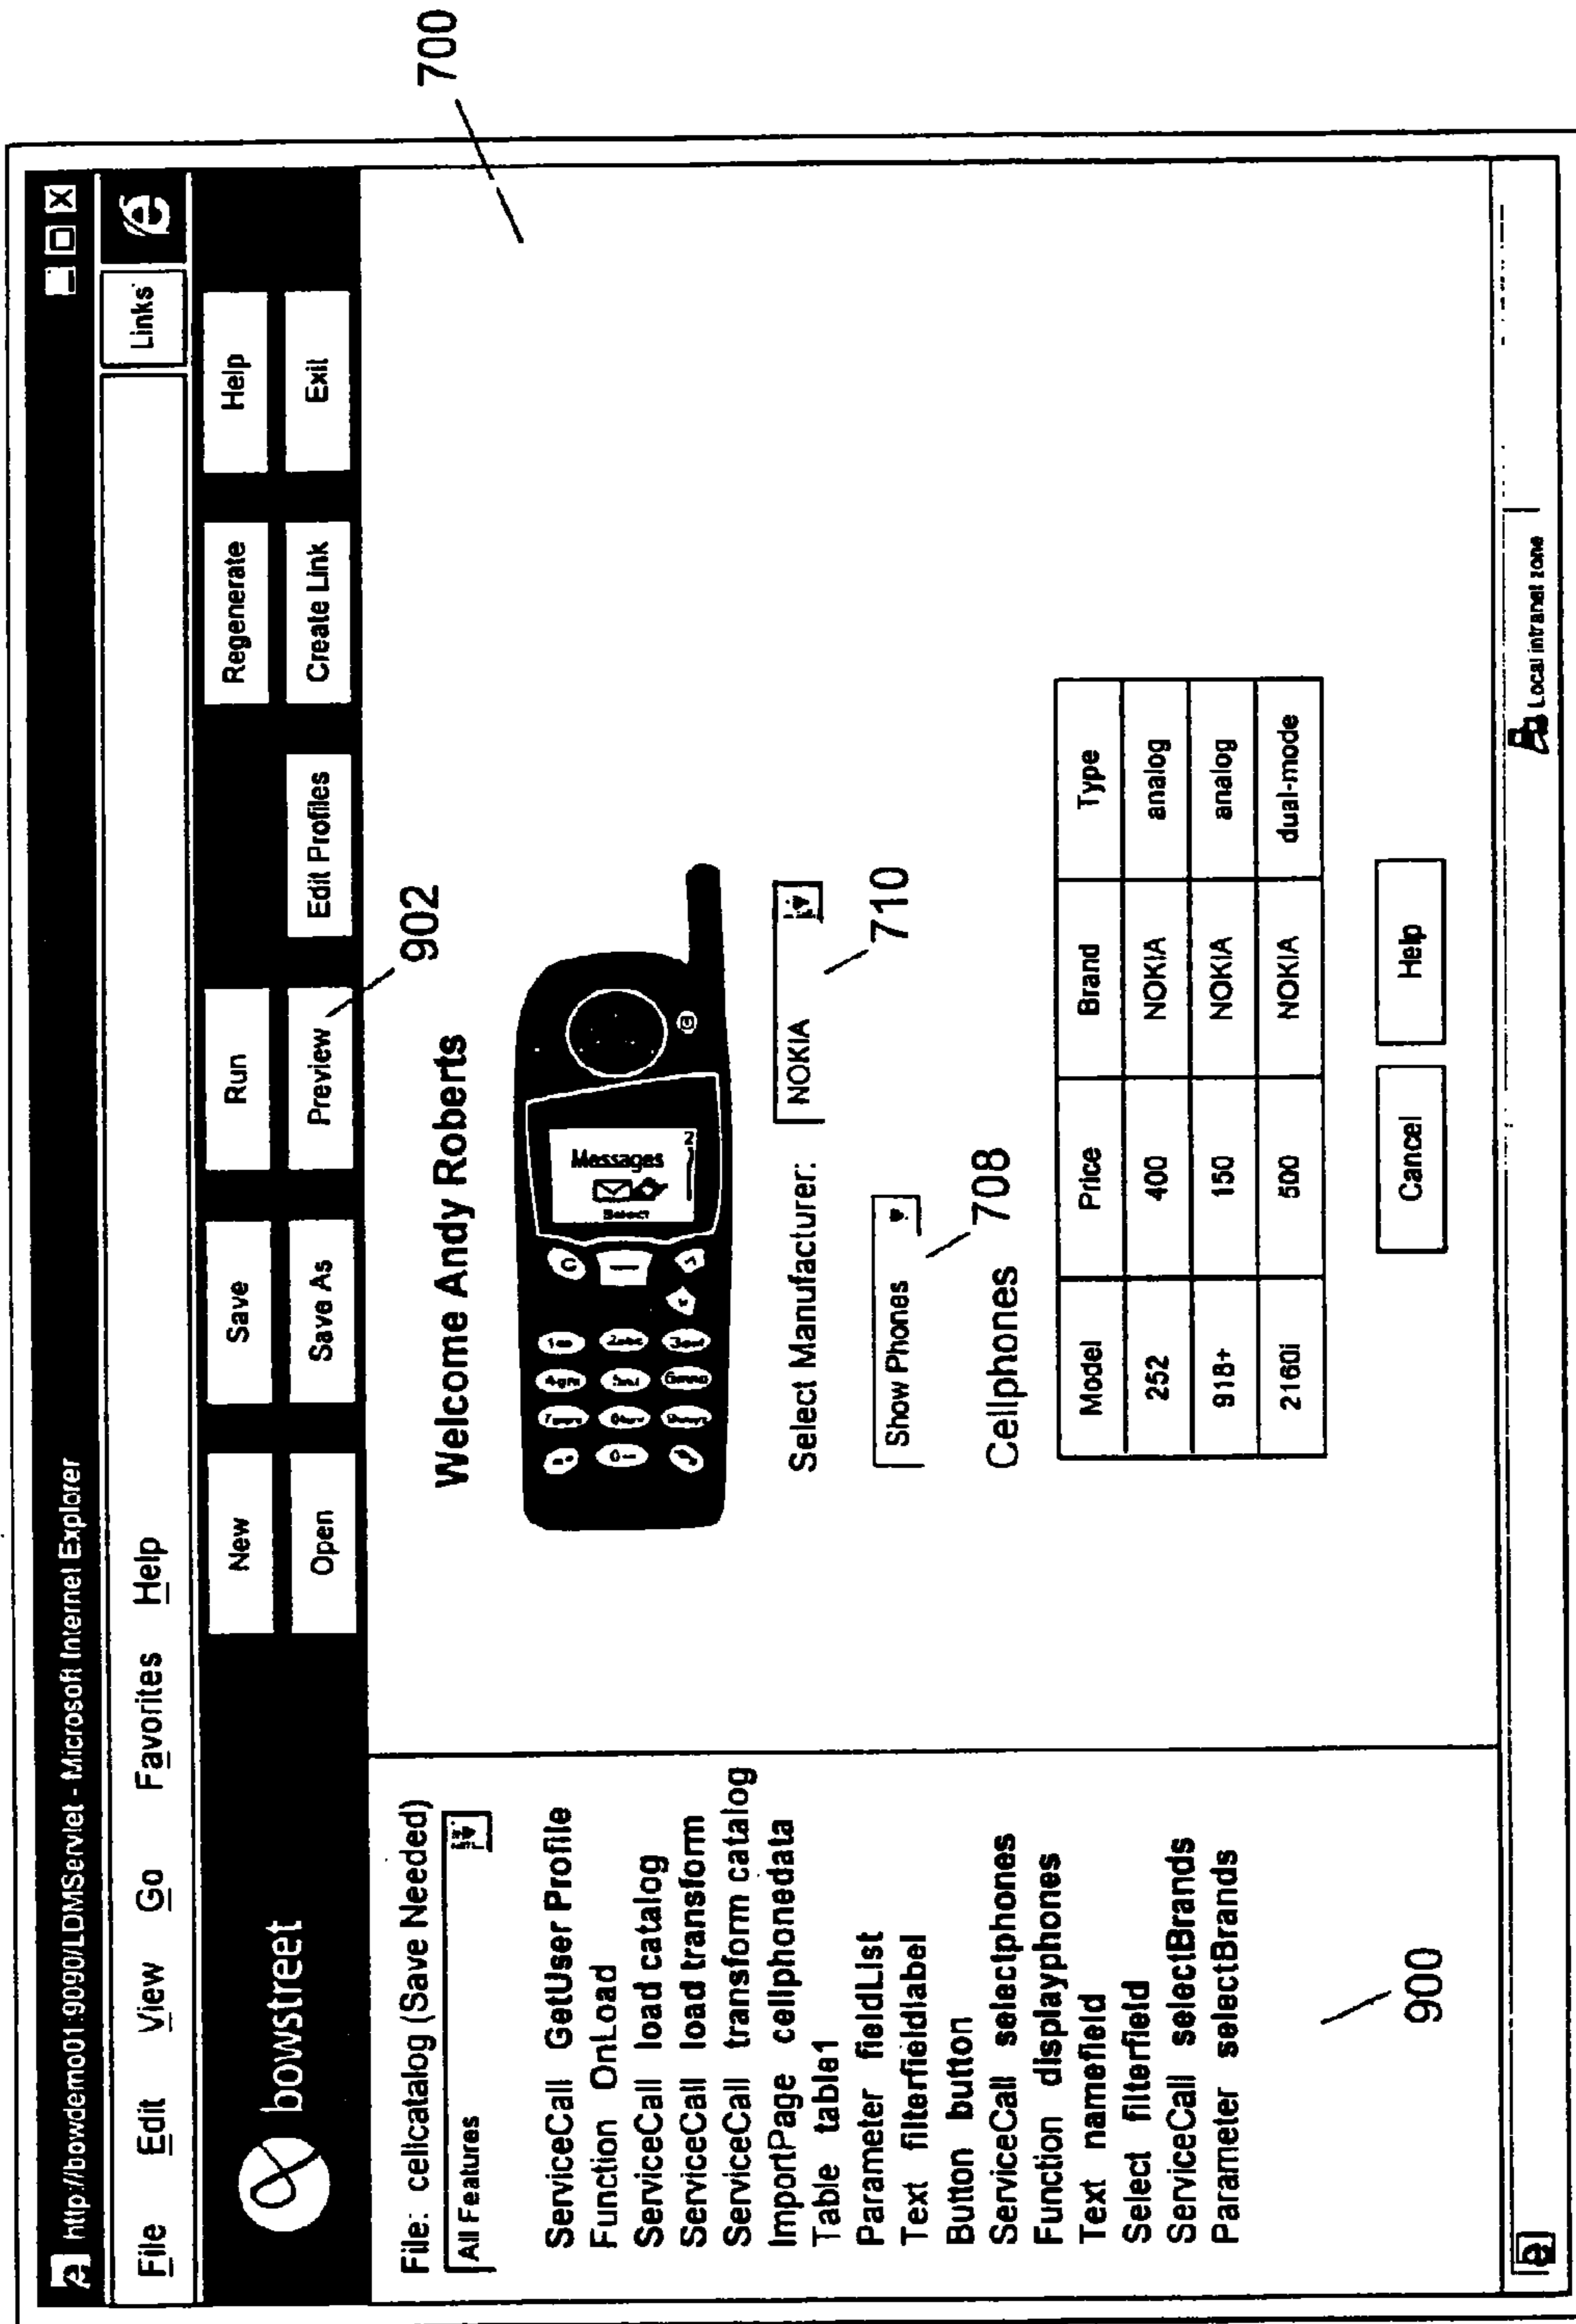 http://bowdemo01:9090/LDMServlet - Microsoft Internet Explorer
File Edit View Go Favorites Help
Links
bowstreet
New Save Run Regenerate Help
Open Save As Preview Edit Profiles Create Link Exit
902
700
File: cellcatalog (Save Needed)
All Features
ServiceCall GetUser Profile
Function OnLoad
ServiceCall load catalog
ServiceCall load transform
ServiceCall transform catalog
ImportPage cellphonedata
Table table1
Parameter fieldList
Text filterfieldlabel
Button button
ServiceCall selectphones
Function displayphones
Text namefield
Select filterfield
ServiceCall selectBrands
Parameter selectBrands
900
Welcome Andy Roberts
Messages
Select
Select Manufacturer: NOKIA
710
Show Phones
708
Cellphones
Model Price Brand Type
252 400 NOKIA analog
918+ 150 NOKIA analog
2160i 500 NOKIA dual-mode
Cancel Help
Local intranet zone